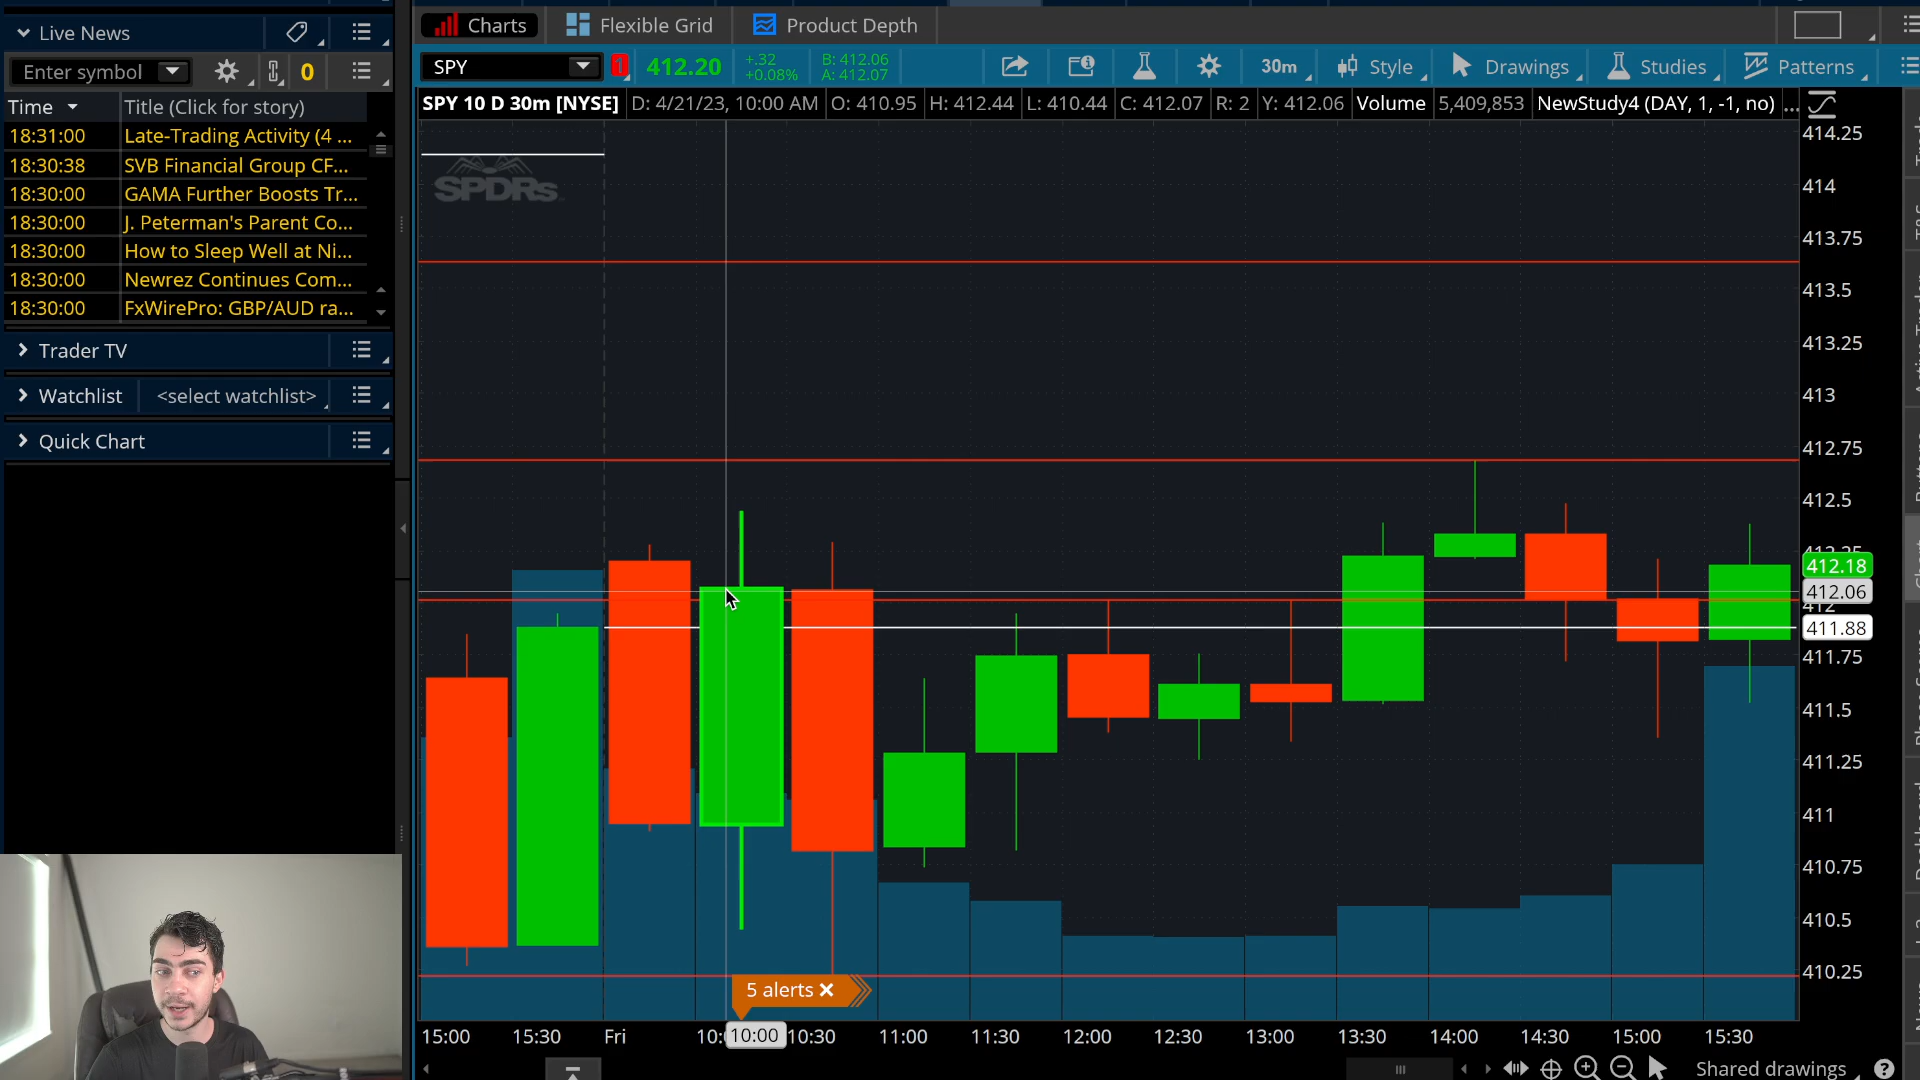 Live News
Enter symbol
0
Time
Title (Click for story)
18:31:00 Late-Trading Activity (4 ...
18:30:38 SVB Financial Group CF...
18:30:00 GAMA Further Boosts Tr...
18:30:00 J. Peterman's Parent Co...
18:30:00 How to Sleep Well at Ni...
18:30:00 Newrez Continues Com...
18:30:00 FxWirePro: GBP/AUD ra...
Trader TV
Watchlist <select watchlist>
Quick Chart
Charts Flexible Grid Product Depth
SPY 1 412.20 +.32 +0.08% B: 412.06 A: 412.07 30m Style Drawings Studies Patterns
SPY 10 D 30m [NYSE] D: 4/21/23, 10:00 AM O: 410.95 H: 412.44 L: 410.44 C: 412.07 R: 2 Y: 412.06 Volume 5,409,853 NewStudy4 (DAY, 1, -1, no) ...
SPDRs
414.25
414
413.75
413.5
413.25
413
412.75
412.5
412.18
412.06
411.88
411.75
411.5
411.25
411
410.75
410.5
410.25
5 alerts
15:00 15:30 Fri 10:00 10:30 11:00 11:30 12:00 12:30 13:00 13:30 14:00 14:30 15:00 15:30
Shared drawings